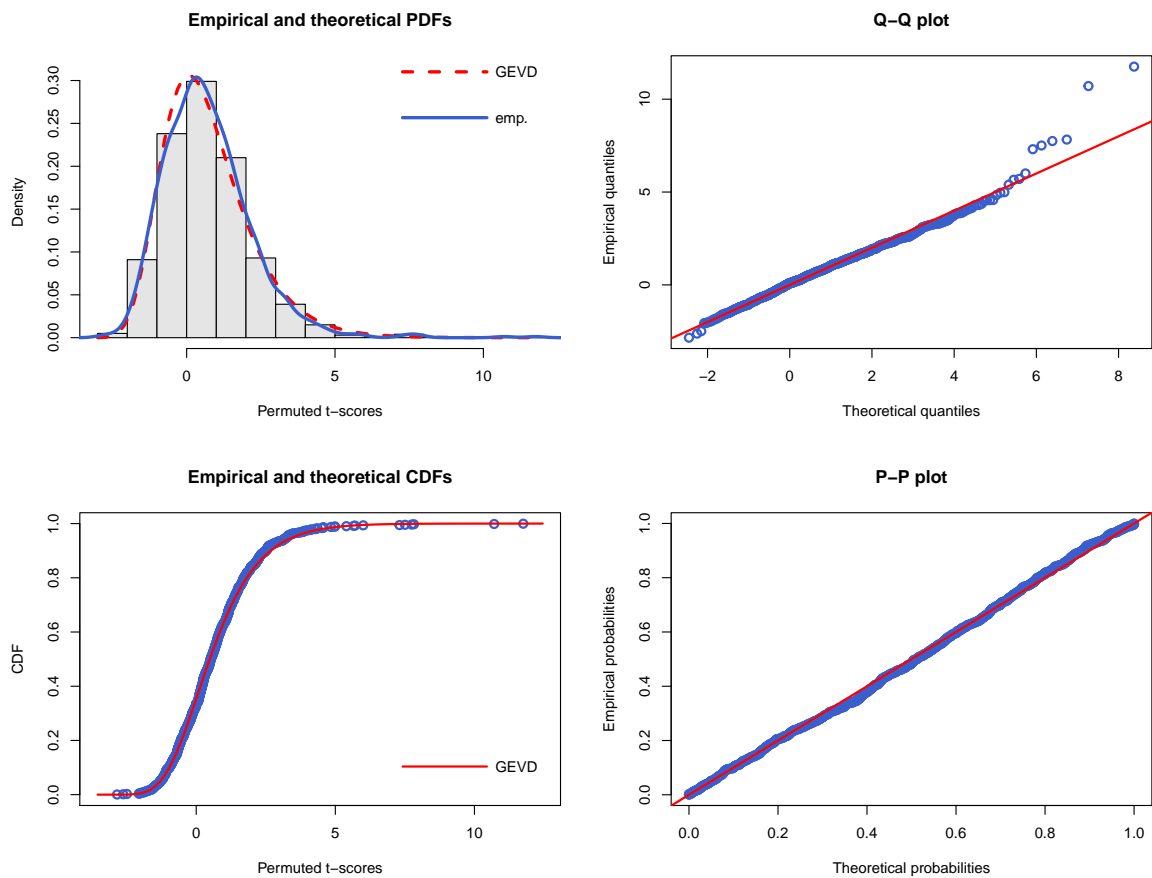 Empirical and theoretical PDFs
GEVD
emp.
0.00 0.05 0.10 0.15 0.20 0.25 0.30
Density
0 5 10
Permuted t−scores
Q−Q plot
0 5 10
Empirical quantiles
−2 0 2 4 6 8
Theoretical quantiles
Empirical and theoretical CDFs
0.0 0.2 0.4 0.6 0.8 1.0
CDF
GEVD
0 5 10
Permuted t−scores
P−P plot
0.0 0.2 0.4 0.6 0.8 1.0
Empirical probabilities
0.0 0.2 0.4 0.6 0.8 1.0
Theoretical probabilities